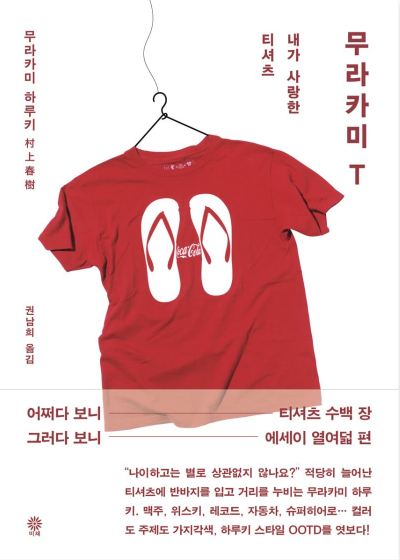 무라카미 T
내가 사랑한
티셔츠
무라카미 하루키 村上春樹
권남희 옮김
Coca-Cola
어쩌다 보니 티셔츠 수백 장
그러다 보니 에세이 열여덟 편
“나이하고는 별로 상관없지 않나요?” 적당히 늘어난
티셔츠에 반바지를 입고 거리를 누비는 무라카미 하루
키. 맥주, 위스키, 레코드, 자동차, 슈퍼히어로… 컬러
도 주제도 가지각색, 하루키 스타일 OOTD를 엿보다!
비채